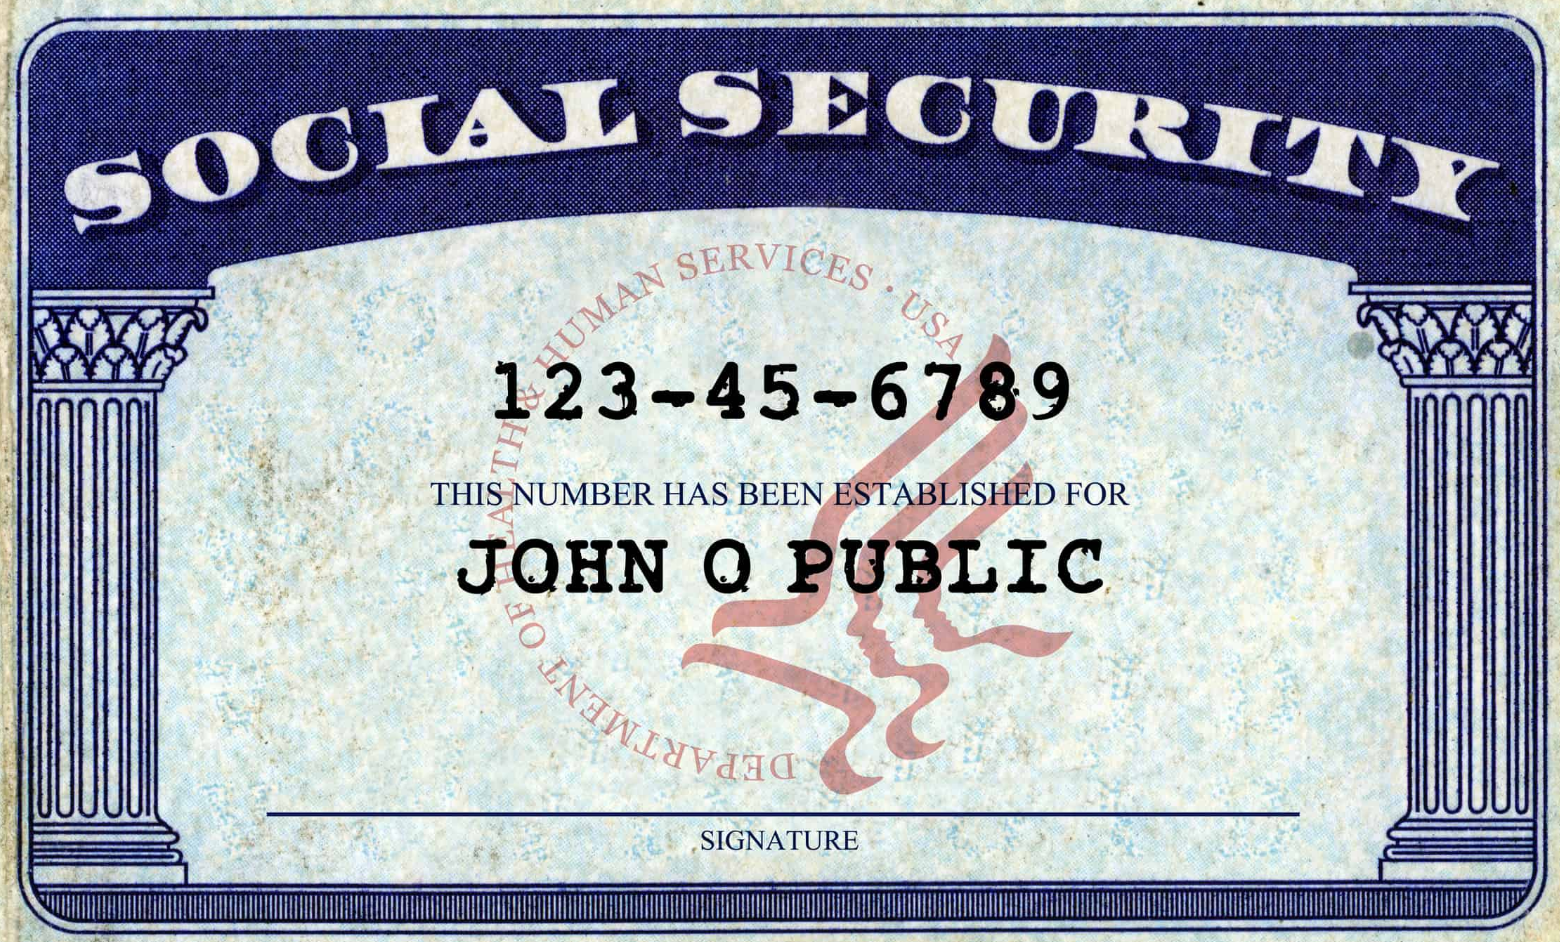 SOCIAL SECURITY
DEPARTMENT OF HEALTH & HUMAN SERVICES · USA
123-45-6789
THIS NUMBER HAS BEEN ESTABLISHED FOR
JOHN Q PUBLIC
SIGNATURE